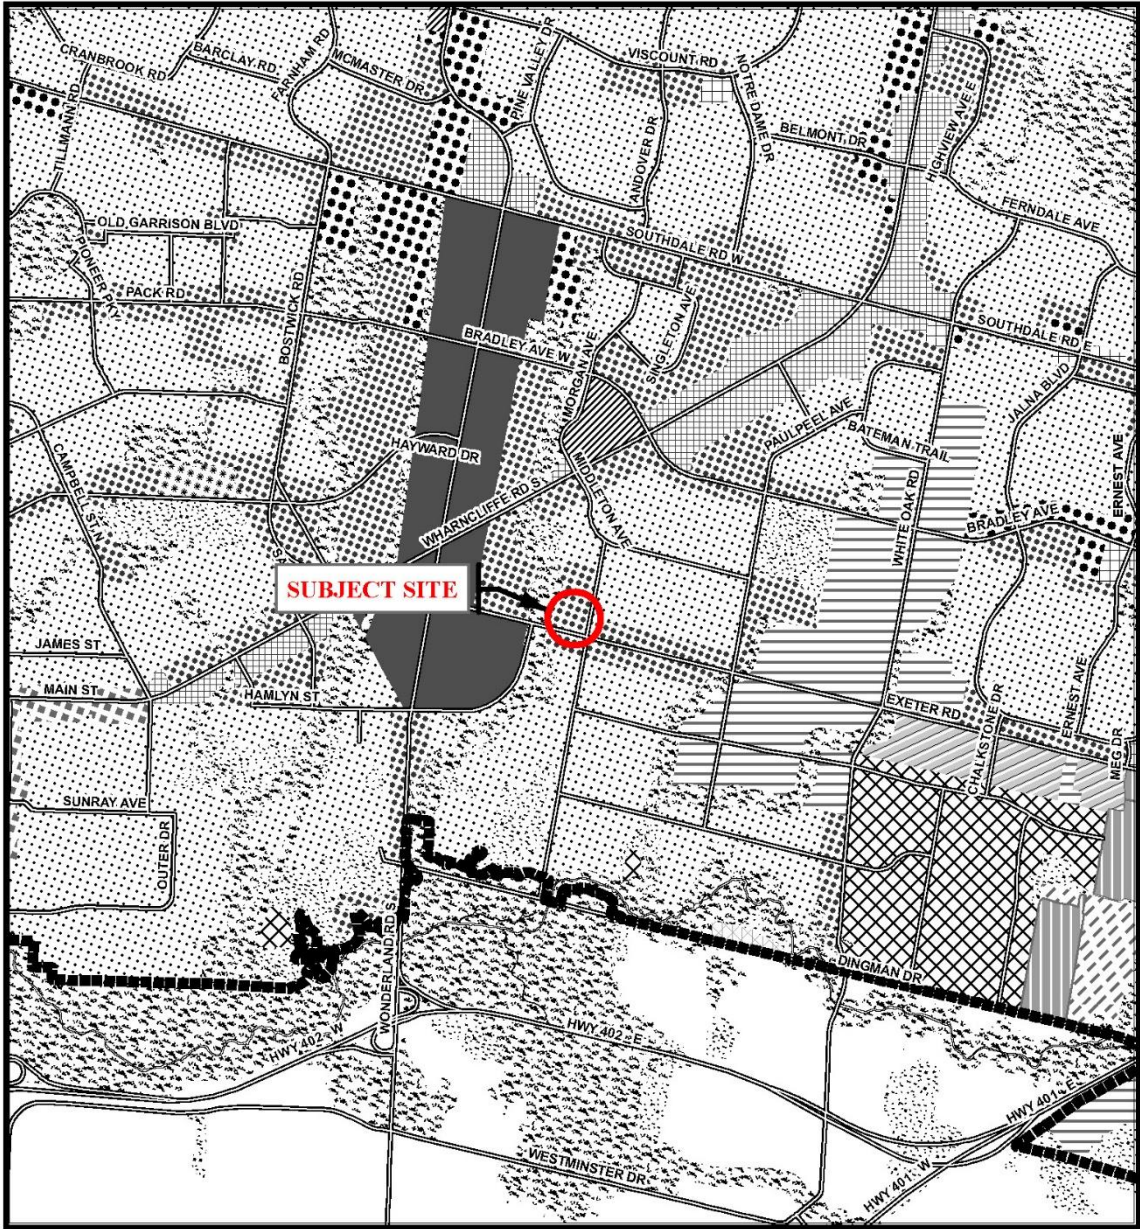 CRANBROOK RD
BARCLAY RD
FARNHAM RD
MCMASTER DR
PINE VALLEY DR
VISCOUNT RD
NOTRE DAME DR
HIGHVIEW AVE E
TILLMANN RD
ANDOVER DR
BELMONT DR
FERNDALE AVE
OLD GARRISON BLVD
PIONEER PKY
SOUTHDALE RD W
PACK RD
BOSTWICK RD
BRADLEY AVE W
MORGAN AVE
SINGLETON AVE
SOUTHDALE RD E
JALNA BLVD
PAULPEEL AVE
BATEMAN TRAIL
HAYWARD DR
CAMPBELL ST N
MIDDLETON AVE
WHARNCLIFFE RD S
WHITE OAK RD
BRADLEY AVE
ERNEST AVE
SUBJECT SITE
JAMES ST
MAIN ST
HAMLYN ST
EXETER RD
CHALKSTONE DR
ERNEST AVE
MEG DR
SUNRAY AVE
OUTER DR
WONDERLAND RD S
DINGMAN DR
HWY 402 W
HWY 402 E
HWY 401 E
HWY 401 W
WESTMINSTER DR